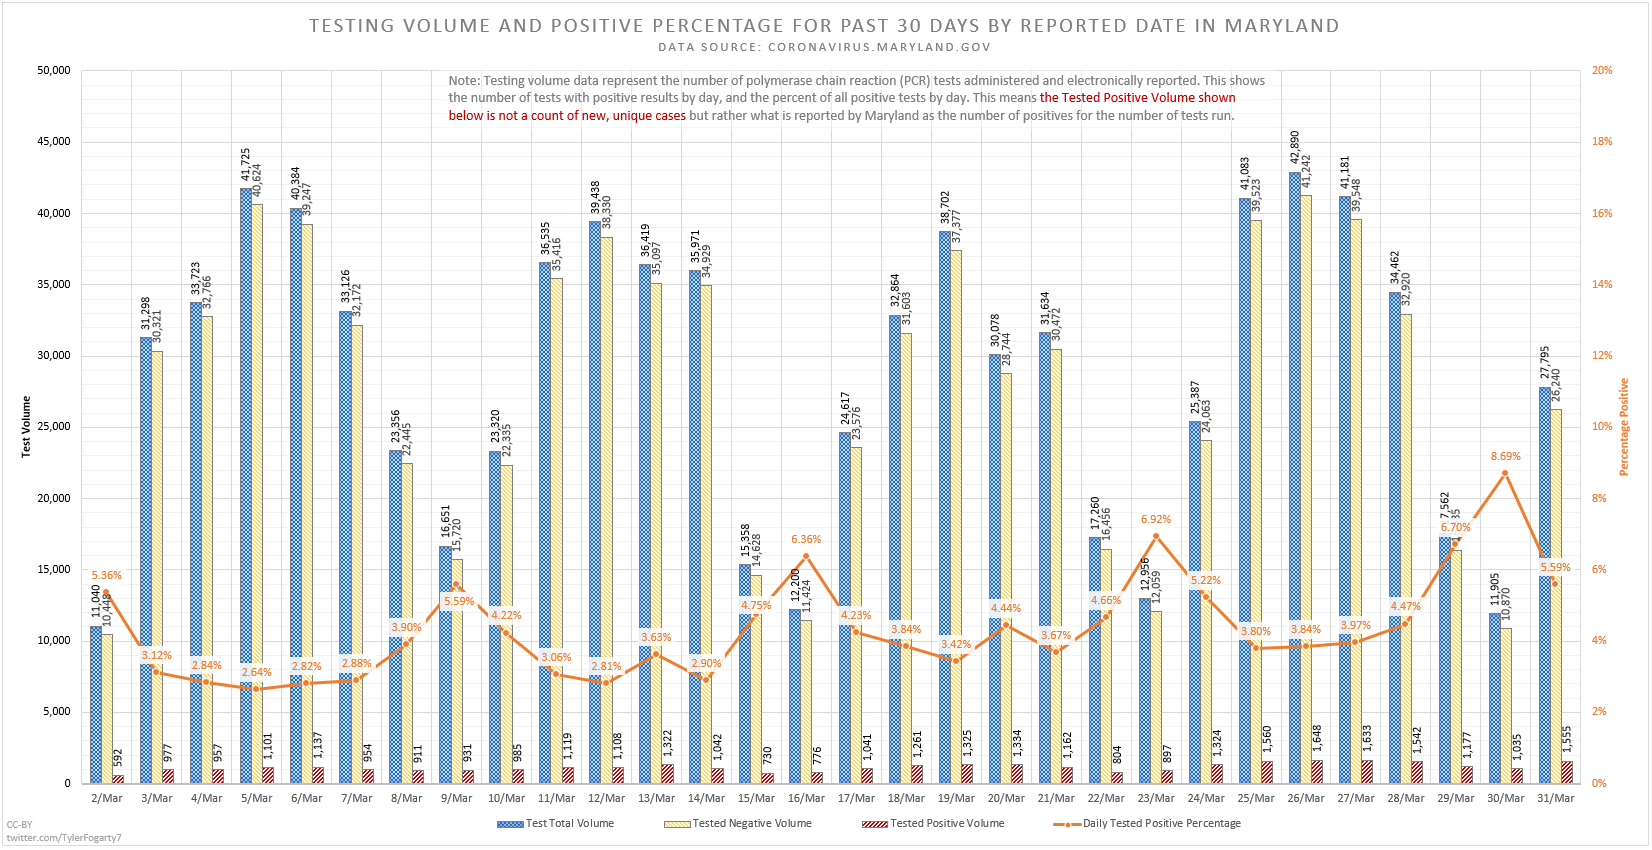 TESTING VOLUME AND POSITIVE PERCENTAGE FOR PAST 30 DAYS BY REPORTED DATE IN MARYLAND
DATA SOURCE: CORONAVIRUS.MARYLAND.GOV
Note: Testing volume data represent the number of polymerase chain reaction (PCR) tests administered and electronically reported. This shows
the number of tests with positive results by day, and the percent of all positive tests by day. This means the Tested Positive Volume shown
below is not a count of new, unique cases but rather what is reported by Maryland as the number of positives for the number of tests run.
Test Volume
50,000
45,000
40,000
35,000
30,000
25,000
20,000
15,000
10,000
5,000
0
11,040 10,448 592 5.36%
31,298 30,321 977 3.12%
33,723 32,766 957 2.84%
41,725 40,624 1,101 2.64%
40,384 39,247 1,137 2.82%
33,126 32,172 954 2.88%
23,356 22,445 911 3.90%
16,651 15,720 931 5.59%
23,320 22,335 985 4.22%
36,535 35,416 1,119 3.06%
39,438 38,330 1,108 2.81%
36,419 35,097 1,322 3.63%
35,971 34,929 1,042 2.90%
15,358 14,628 730 4.75%
12,200 11,424 776 6.36%
24,617 23,576 1,041 4.23%
32,864 31,603 1,261 3.84%
38,702 37,377 1,325 3.42%
30,078 28,744 1,334 4.44%
31,634 30,472 1,162 3.67%
17,260 16,456 804 4.66%
12,956 12,059 897 6.92%
25,387 24,063 1,324 5.22%
41,083 39,523 1,560 3.80%
42,890 41,242 1,648 3.84%
41,181 39,548 1,633 3.97%
34,462 32,920 1,542 4.47%
1,177 6.70%
11,905 10,870 1,035 8.69%
27,795 26,240 1,555 5.59%
20%
18%
16%
14%
12%
10%
8%
6%
4%
2%
0%
Percentage Positive
2/Mar 3/Mar 4/Mar 5/Mar 6/Mar 7/Mar 8/Mar 9/Mar 10/Mar 11/Mar 12/Mar 13/Mar 14/Mar 15/Mar 16/Mar 17/Mar 18/Mar 19/Mar 20/Mar 21/Mar 22/Mar 23/Mar 24/Mar 25/Mar 26/Mar 27/Mar 28/Mar 29/Mar 30/Mar 31/Mar
Test Total Volume Tested Negative Volume Tested Positive Volume Daily Tested Positive Percentage
CC-BY
twitter.com/TylerFogarty7